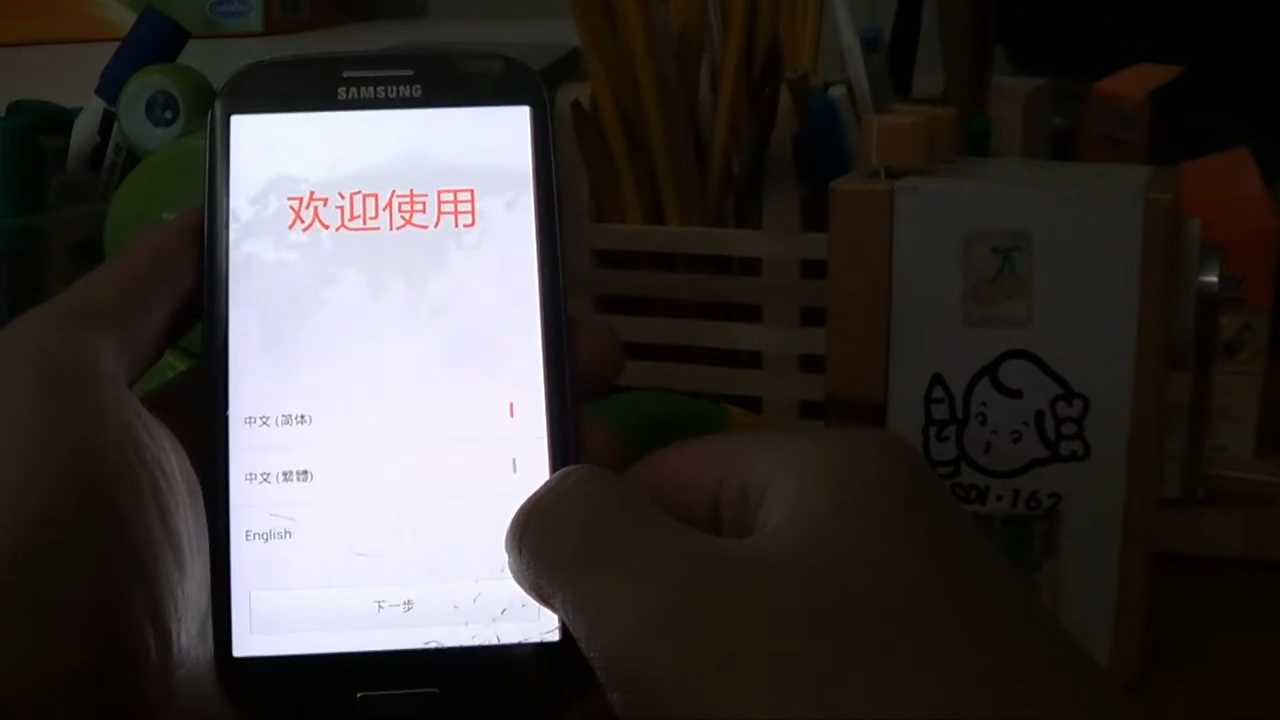 SAMSUNG
欢迎使用
中文 (简体)
中文 (繁體)
English
下一步
SDI·162